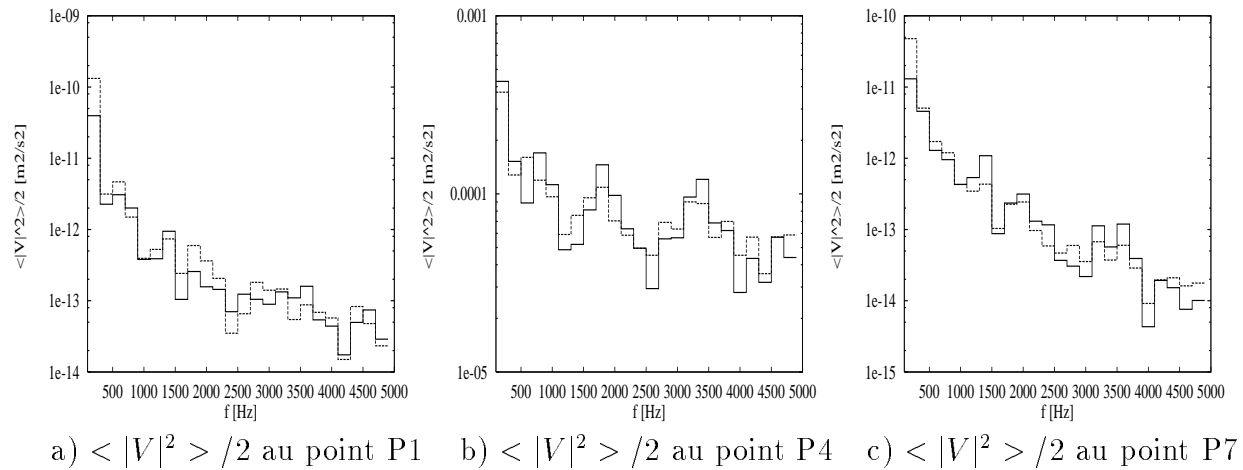 1e-09
1e-10
1e-11
1e-12
1e-13
1e-14
<|V|^2>/2 [m2/s2]
500 1000 1500 2000 2500 3000 3500 4000 4500 5000
f [Hz]
a) < |V|² > /2 au point P1
0.001
0.0001
1e-05
<|V|^2>/2 [m2/s2]
500 1000 1500 2000 2500 3000 3500 4000 4500 5000
f [Hz]
b) < |V|² > /2 au point P4
1e-10
1e-11
1e-12
1e-13
1e-14
1e-15
<|V|^2>/2 [m2/s2]
500 1000 1500 2000 2500 3000 3500 4000 4500 5000
f [Hz]
c) < |V|² > /2 au point P7